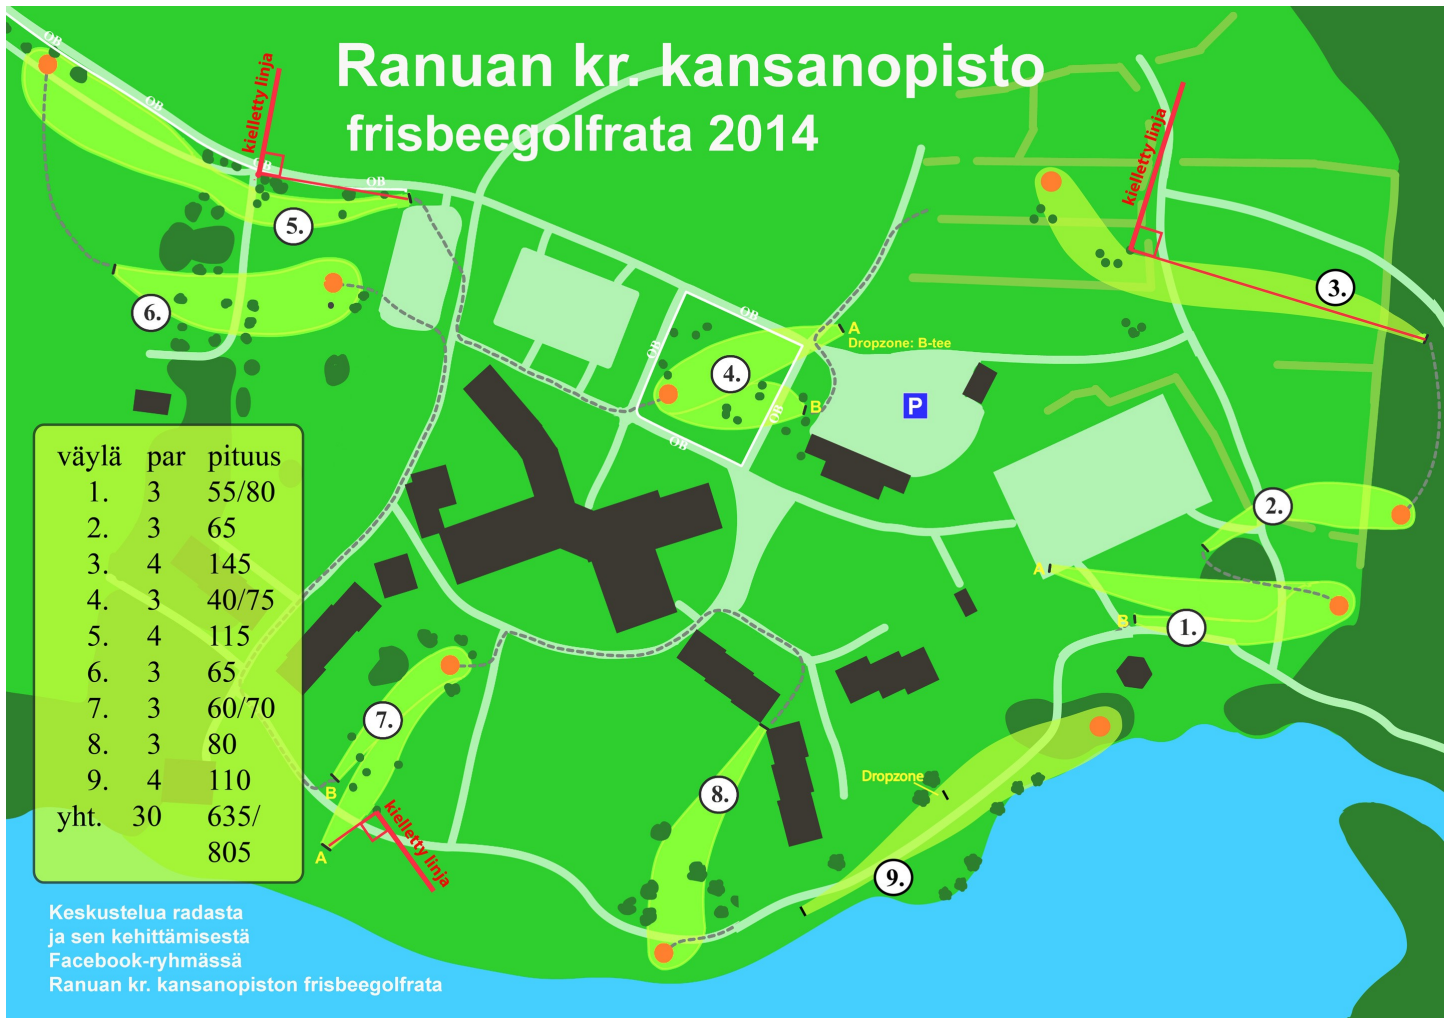 Ranuan kr. kansanopisto
frisbeegolfrata 2014
OB
OB
OB
OB
kielletty linja
5.
6.
kielletty linja
3.
OB
OB
OB
OB
4.
A
Dropzone: B-tee
B
P
2.
A
B
1.
väylä par pituus
1. 3 55/80
2. 3 65
3. 4 145
4. 3 40/75
5. 4 115
6. 3 65
7. 3 60/70
8. 3 80
9. 4 110
yht. 30 635/
805
7.
B
A
kielletty linja
8.
Dropzone
9.
Keskustelua radasta
ja sen kehittämisestä
Facebook-ryhmässä
Ranuan kr. kansanopiston frisbeegolfrata